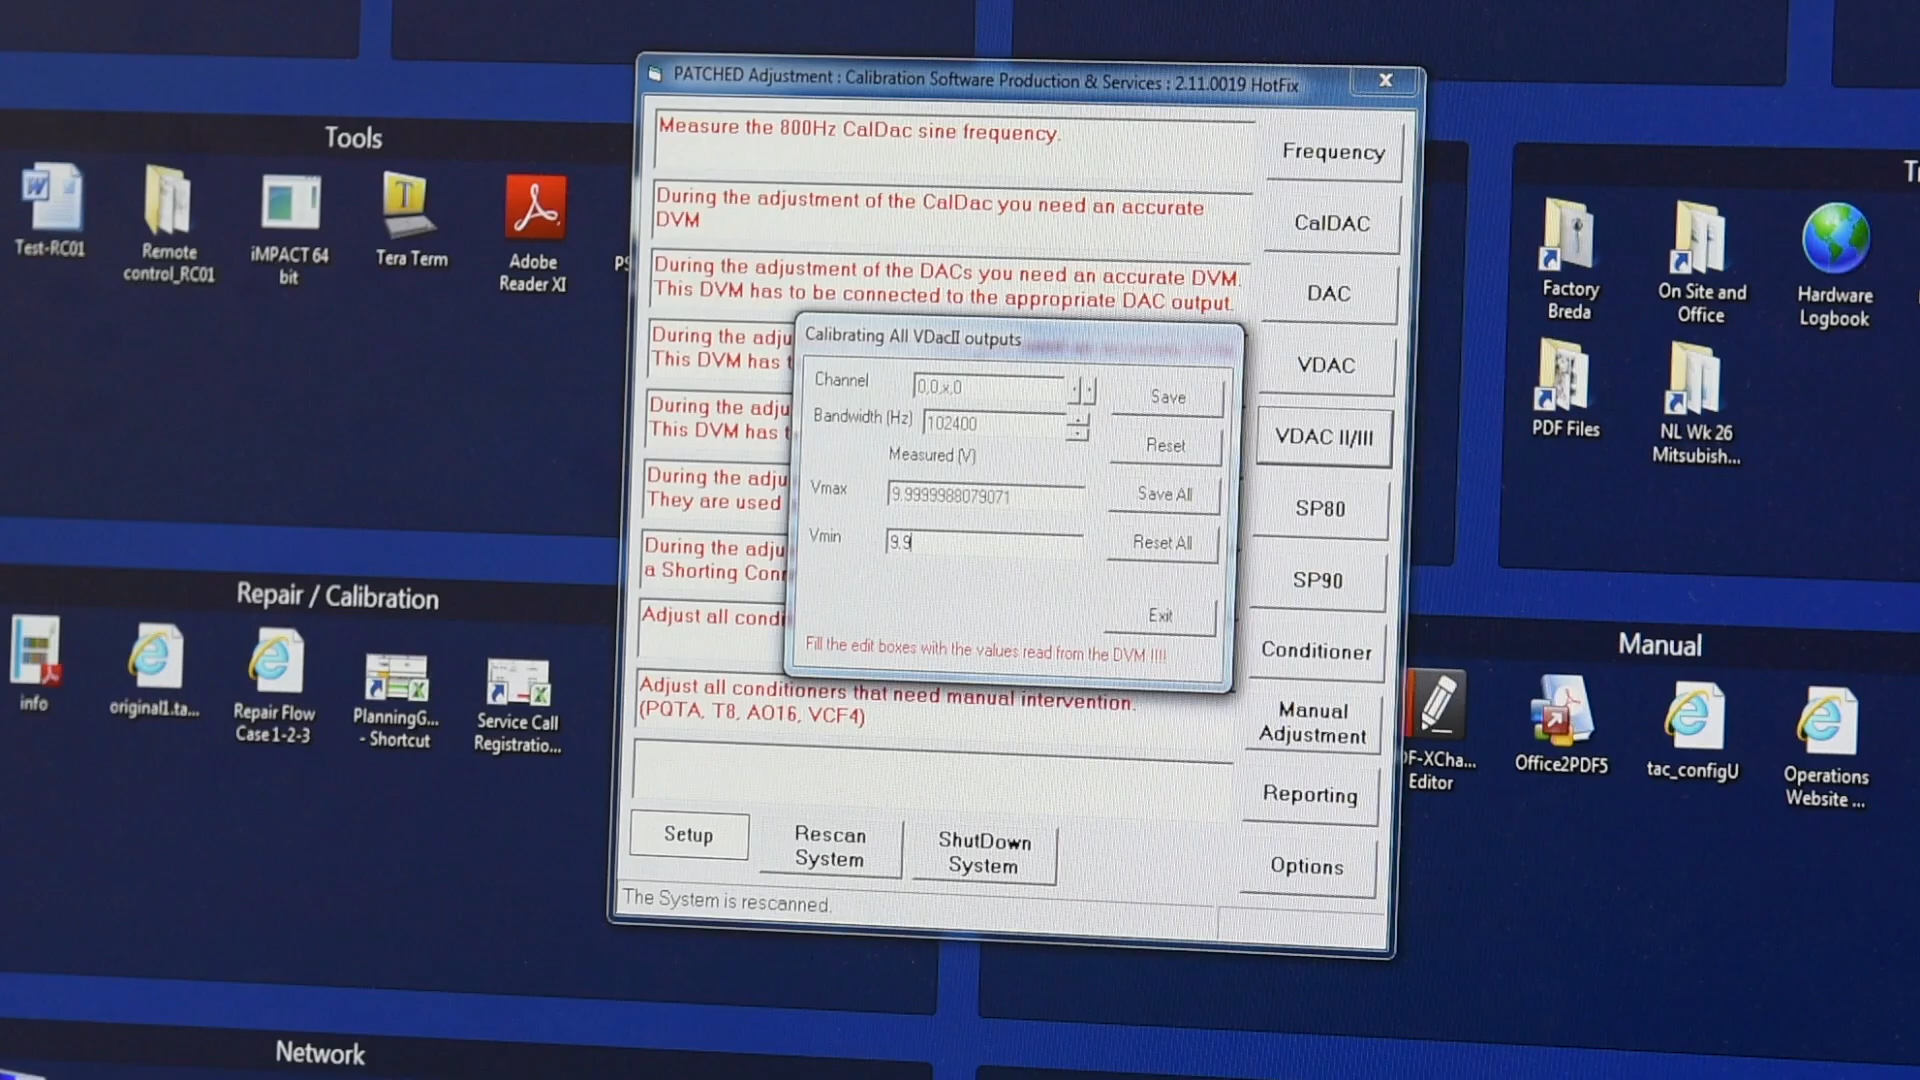 PATCHED Adjustment : Calibration Software Production & Services : 2.11.0019 HotFix
X
Measure the 800Hz CalDac sine frequency.
Frequency
During the adjustment of the CalDac you need an accurate
DVM
CalDAC
During the adjustment of the DACs you need an accurate DVM.
This DVM has to be connected to the appropriate DAC output.
DAC
During the adju
This DVM has t
VDAC
During the adju
This DVM has t
VDAC II/III
During the adju
They are used
SP80
During the adju
a Shorting Conn
SP90
Adjust all condi
Conditioner
Adjust all conditioners that need manual intervention.
(PQTA, T8, AO16, VCF4)
Manual
Adjustment
Reporting
Setup
Rescan
System
ShutDown
System
Options
The System is rescanned.
Calibrating All VDacII outputs
Channel
0,0,x,0
Save
Bandwidth (Hz)
102400
Reset
Measured (V)
Vmax
9.9999988079071
Save All
Vmin
9.9
Reset All
Exit
Fill the edit boxes with the values read from the DVM !!!!
Tools
Test-RC01
Remote
control_RC01
iMPACT 64
bit
Tera Term
Adobe
Reader XI
PS
Repair / Calibration
info
original1.ta...
Repair Flow
Case 1-2-3
PlanningG...
- Shortcut
Service Call
Registratio...
Network
Factory
Breda
On Site and
Office
Hardware
Logbook
PDF Files
NL Wk 26
Mitsubish...
Manual
DF-XCha...
Editor
Office2PDF5
tac_configU
Operations
Website ...